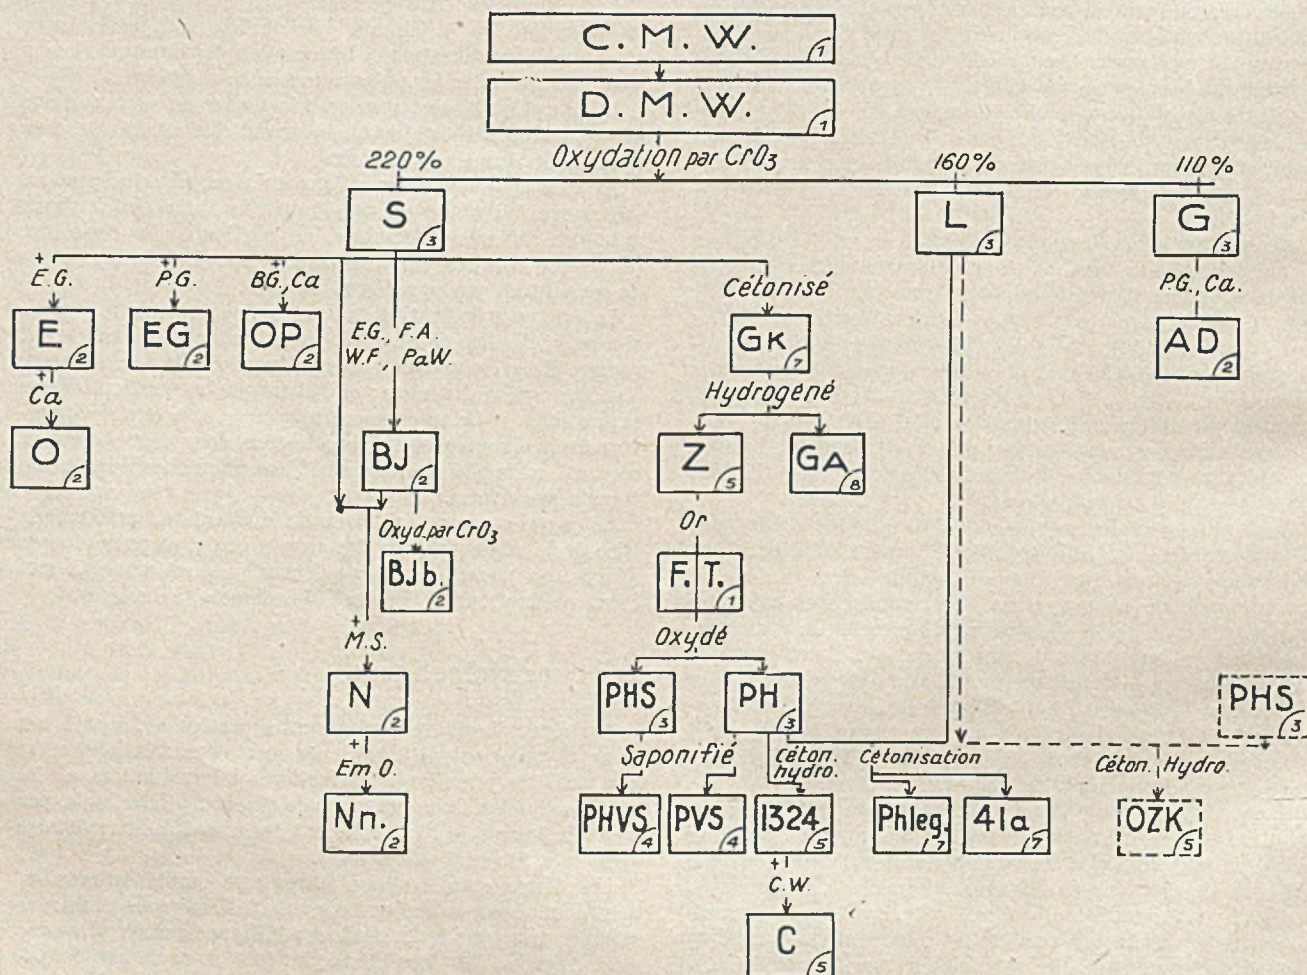 C. M. W. 1
D. M. W. 1
Oxydation par CrO3
220% 160% 110%
S 3
L 3
G 3
+ E.G.
+ P.G.
+ B.G., Ca
Cétonisé
P.G., Ca.
E 2
EG 2
OP 2
E.G., F.A.
W.F., PaW.
Gk 7
AD 2
+ Ca
Hydrogéné
O 2
BJ 2
Z 5
GA 8
Oxyd. par CrO3
Or
BJb. 2
F. T. 1
+ M.S.
Oxydé
N 2
PHS 3
PH 3
PHS 3
+ Em O.
Saponifié
Céton. hydro.
Cétonisation
Céton. Hydro.
Nn. 2
PHVS 4
PVS 4
1324 5
Phleg. 7
41a 7
OZK 5
+ C.W.
C 5